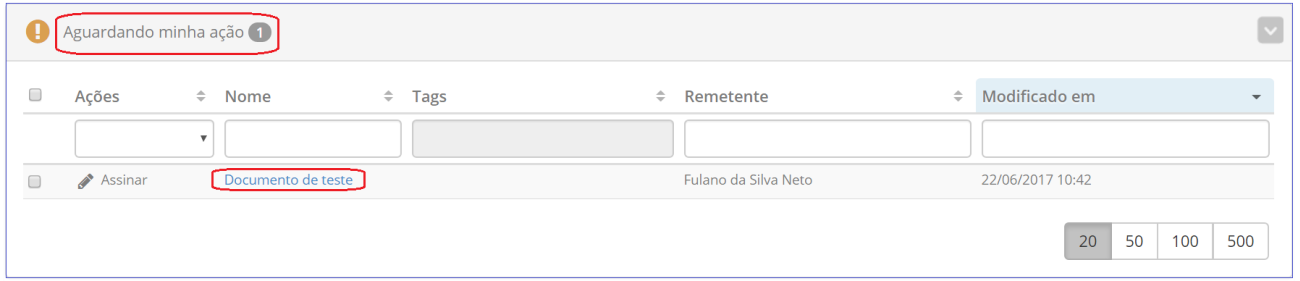 Aguardando minha ação 1
Ações Nome Tags Remetente Modificado em
Assinar Documento de teste Fulano da Silva Neto 22/06/2017 10:42
20 50 100 500